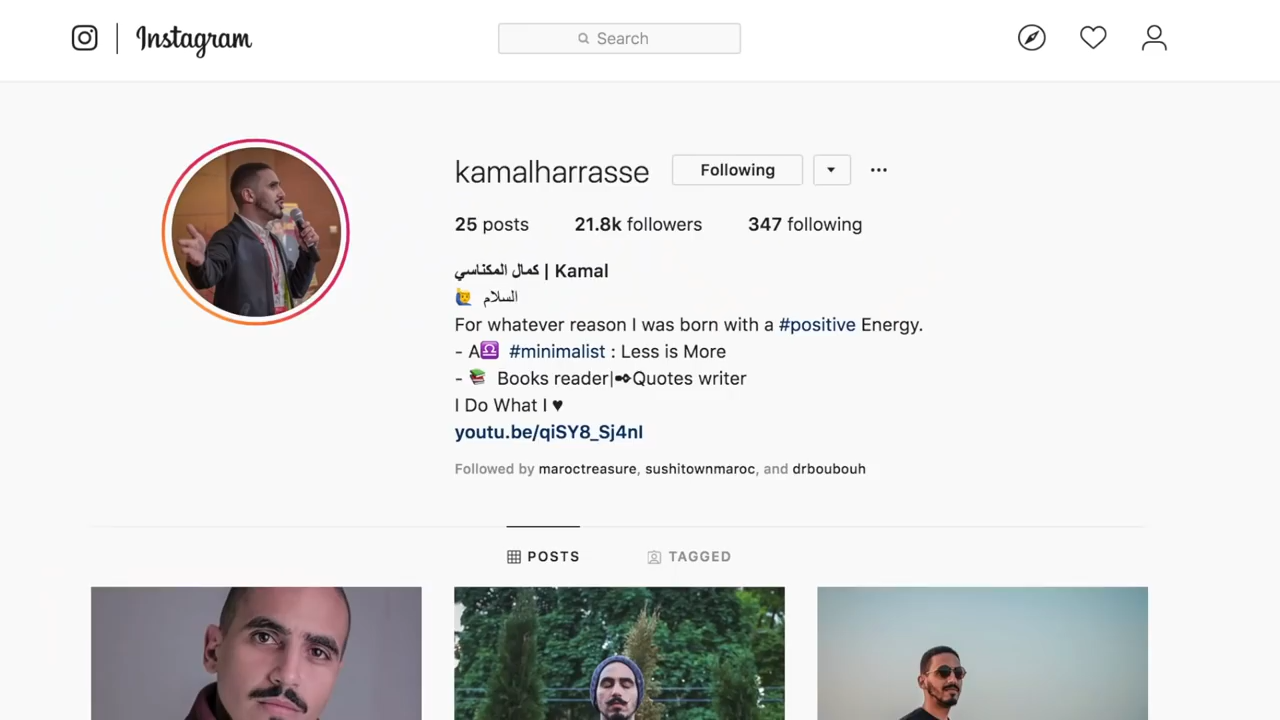 Instagram
Search
kamalharrasse Following
25 posts 21.8k followers 347 following
كمال المكناسي | Kamal
السلام
For whatever reason I was born with a #positive Energy.
- A♎ #minimalist : Less is More
- 📚 Books reader|✒Quotes writer
I Do What I ♥
youtu.be/qiSY8_Sj4nI
Followed by maroctreasure, sushitownmaroc, and drboubouh
POSTS TAGGED